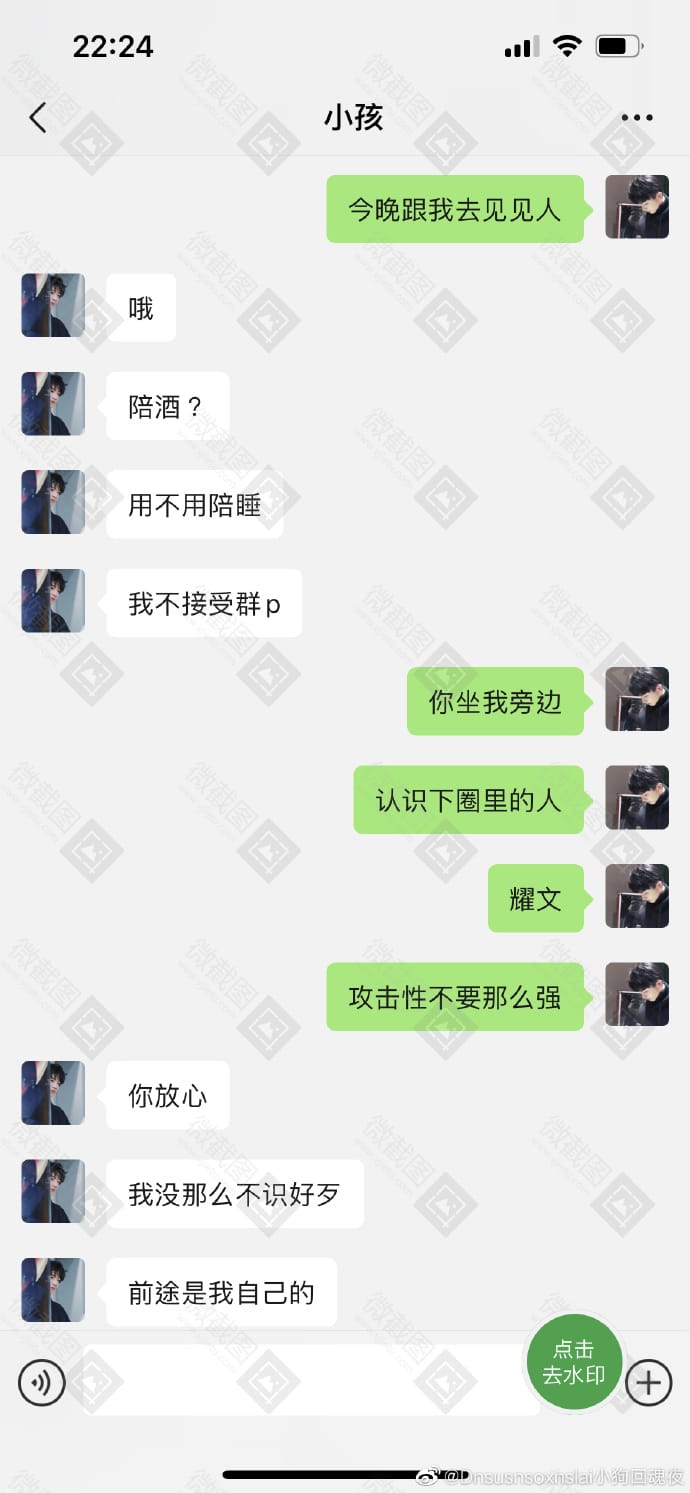 22:24
小孩
今晚跟我去见见人
哦
陪酒？
用不用陪睡
我不接受群p
你坐我旁边
认识下圈里的人
耀文
攻击性不要那么强
你放心
我没那么不识好歹
前途是我自己的
点击
去水印
@Dnsusnsoxhslai小狗回魂夜
微截图